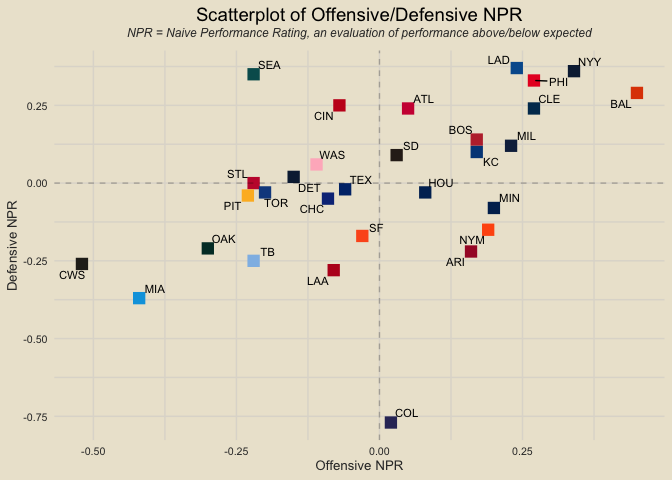 Scatterplot of Offensive/Defensive NPR
NPR = Naive Performance Rating, an evaluation of performance above/below expected
SEA
LAD
NYY
PHI
CLE
BAL
0.25
CIN
ATL
BOS
MIL
SD
KC
WAS
STL
0.00
DET
TEX
HOU
PIT
TOR
CHC
MIN
SF
NYM
OAK
TB
ARI
-0.25
CWS
LAA
MIA
Defensive NPR
-0.50
COL
-0.75
-0.50
-0.25
0.00
0.25
Offensive NPR